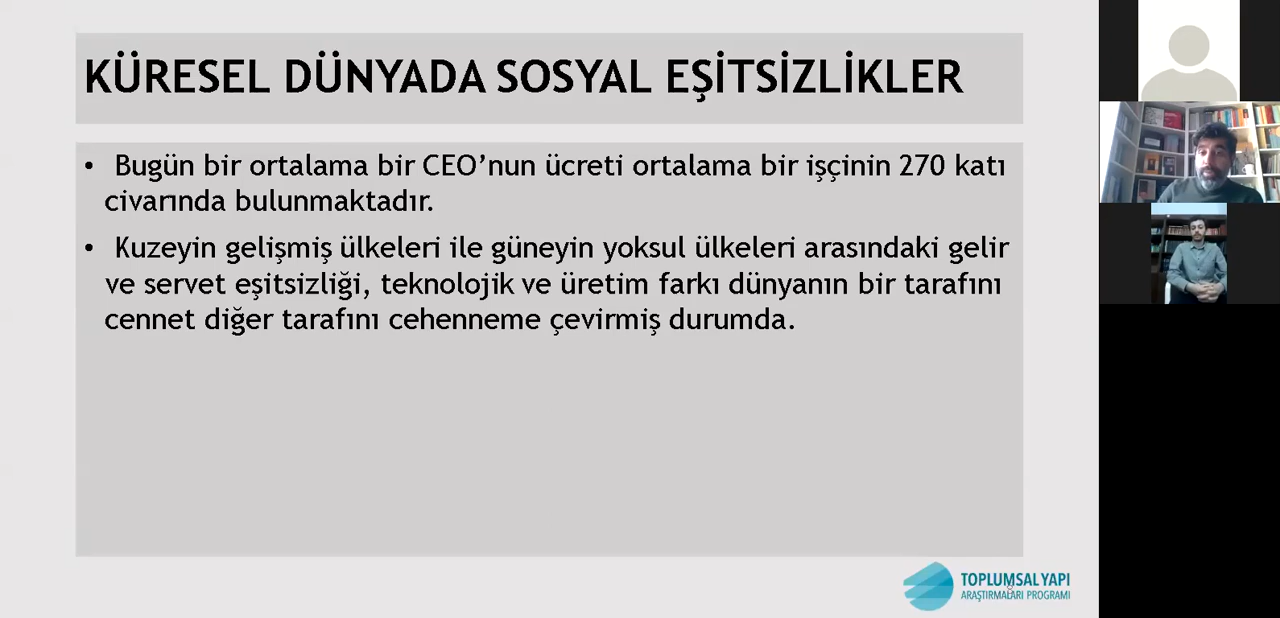 KÜRESEL DÜNYADA SOSYAL EŞİTSİZLİKLER
• Bugün bir ortalama bir CEO’nun ücreti ortalama bir işçinin 270 katı
civarında bulunmaktadır.
• Kuzeyin gelişmiş ülkeleri ile güneyin yoksul ülkeleri arasındaki gelir
ve servet eşitsizliği, teknolojik ve üretim farkı dünyanın bir tarafını
cennet diğer tarafını cehenneme çevirmiş durumda.
TOPLUMSAL YAPI
ARAŞTIRMALARI PROGRAMI